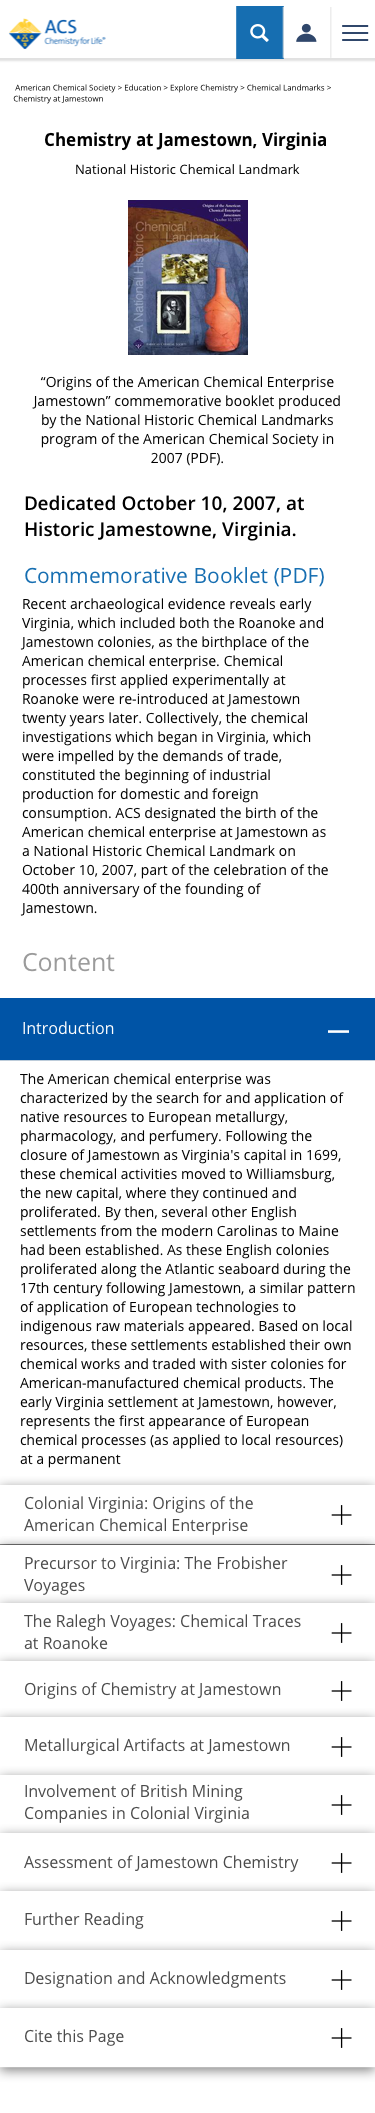 ACS
Chemistry for Life®
American Chemical Society > Education > Explore Chemistry > Chemical Landmarks >
Chemistry at Jamestown
Chemistry at Jamestown, Virginia
National Historic Chemical Landmark
Origins of the American
Chemical Enterprise
Jamestown
October 10, 2007
A National Historic
Chemical
Landmark
“Origins of the American Chemical Enterprise
Jamestown” commemorative booklet produced
by the National Historic Chemical Landmarks
program of the American Chemical Society in
2007 (PDF).
Dedicated October 10, 2007, at
Historic Jamestowne, Virginia.
Commemorative Booklet (PDF)
Recent archaeological evidence reveals early
Virginia, which included both the Roanoke and
Jamestown colonies, as the birthplace of the
American chemical enterprise. Chemical
processes first applied experimentally at
Roanoke were re-introduced at Jamestown
twenty years later. Collectively, the chemical
investigations which began in Virginia, which
were impelled by the demands of trade,
constituted the beginning of industrial
production for domestic and foreign
consumption. ACS designated the birth of the
American chemical enterprise at Jamestown as
a National Historic Chemical Landmark on
October 10, 2007, part of the celebration of the
400th anniversary of the founding of
Jamestown.
Content
Introduction
The American chemical enterprise was
characterized by the search for and application of
native resources to European metallurgy,
pharmacology, and perfumery. Following the
closure of Jamestown as Virginia's capital in 1699,
these chemical activities moved to Williamsburg,
the new capital, where they continued and
proliferated. By then, several other English
settlements from the modern Carolinas to Maine
had been established. As these English colonies
proliferated along the Atlantic seaboard during the
17th century following Jamestown, a similar pattern
of application of European technologies to
indigenous raw materials appeared. Based on local
resources, these settlements established their own
chemical works and traded with sister colonies for
American-manufactured chemical products. The
early Virginia settlement at Jamestown, however,
represents the first appearance of European
chemical processes (as applied to local resources)
at a permanent
Colonial Virginia: Origins of the
American Chemical Enterprise
Precursor to Virginia: The Frobisher
Voyages
The Ralegh Voyages: Chemical Traces
at Roanoke
Origins of Chemistry at Jamestown
Metallurgical Artifacts at Jamestown
Involvement of British Mining
Companies in Colonial Virginia
Assessment of Jamestown Chemistry
Further Reading
Designation and Acknowledgments
Cite this Page